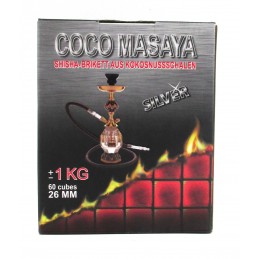 COCO MASAYA
SHISHA-BRIKETT AUS KOKOSNUSSSCHALEN
SILVER
± 1 KG
60 cubes
26 MM